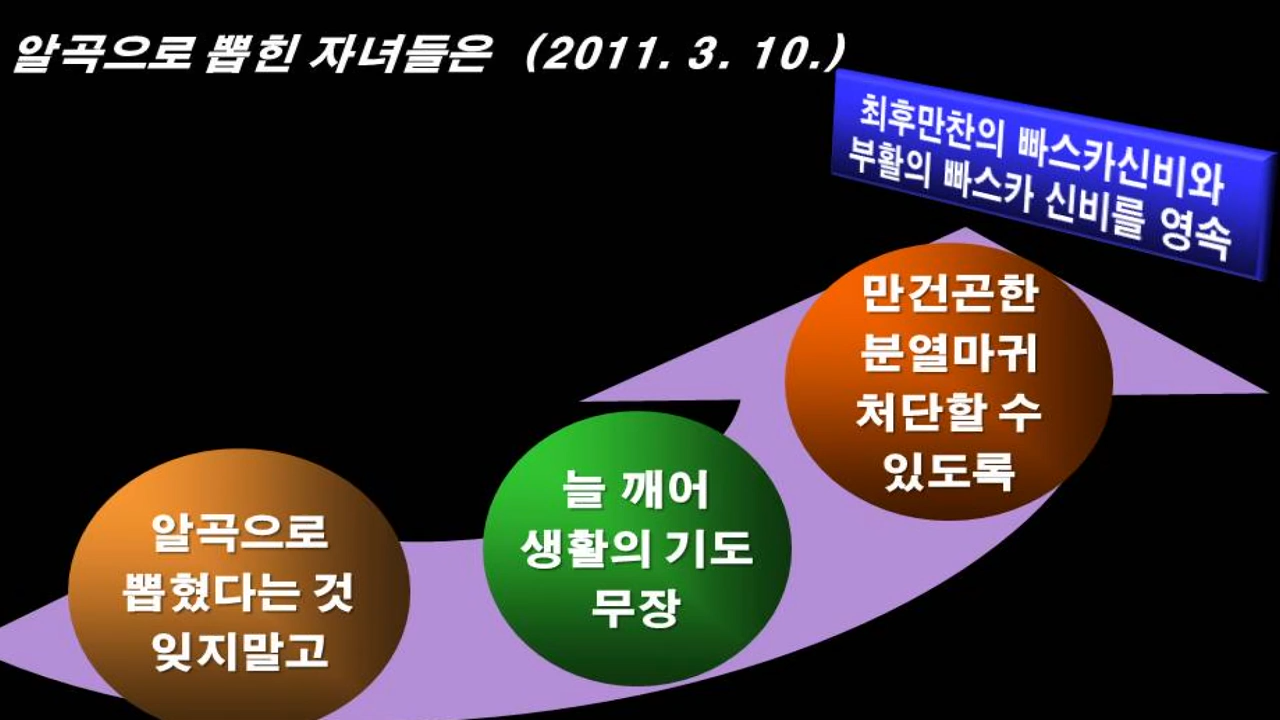 알곡으로 뽑힌 자녀들은 (2011. 3. 10.)
최후만찬의 빠스카신비와
부활의 빠스카 신비를 영속
만건곤한
분열마귀
처단할 수
있도록
늘 깨어
생활의 기도
무장
알곡으로
뽑혔다는 것
잊지말고